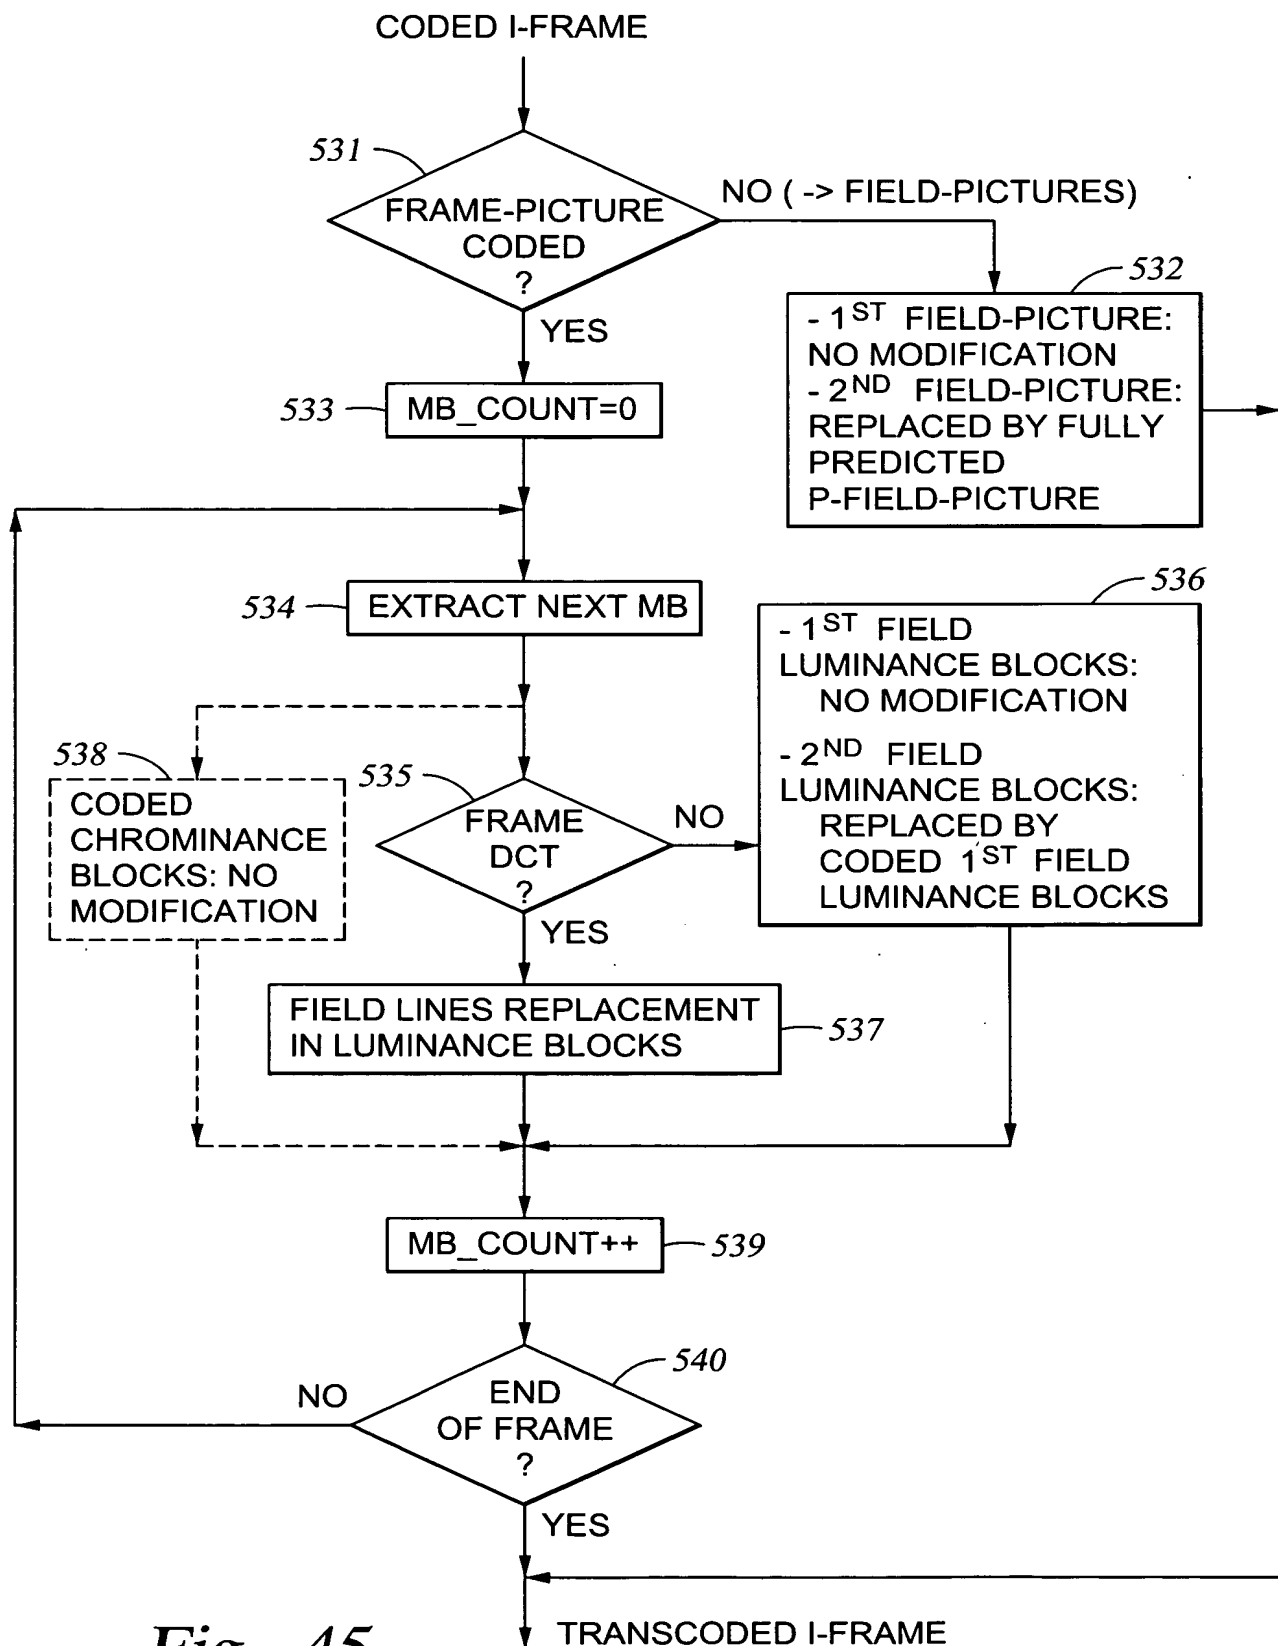 CODED I-FRAME
531
FRAME-PICTURE
CODED
?
NO ( -> FIELD-PICTURES)
YES
532
- 1ST FIELD-PICTURE:
NO MODIFICATION
- 2ND FIELD-PICTURE:
REPLACED BY FULLY
PREDICTED
P-FIELD-PICTURE
533
MB_COUNT=0
534
EXTRACT NEXT MB
536
- 1ST FIELD
LUMINANCE BLOCKS:
NO MODIFICATION
- 2ND FIELD
LUMINANCE BLOCKS:
REPLACED BY
CODED 1ST FIELD
LUMINANCE BLOCKS
538
CODED
CHROMINANCE
BLOCKS: NO
MODIFICATION
535
FRAME
DCT
?
NO
YES
FIELD LINES REPLACEMENT
IN LUMINANCE BLOCKS
537
MB_COUNT++
539
540
END
OF FRAME
?
NO
YES
TRANSCODED I-FRAME
Fig. 45